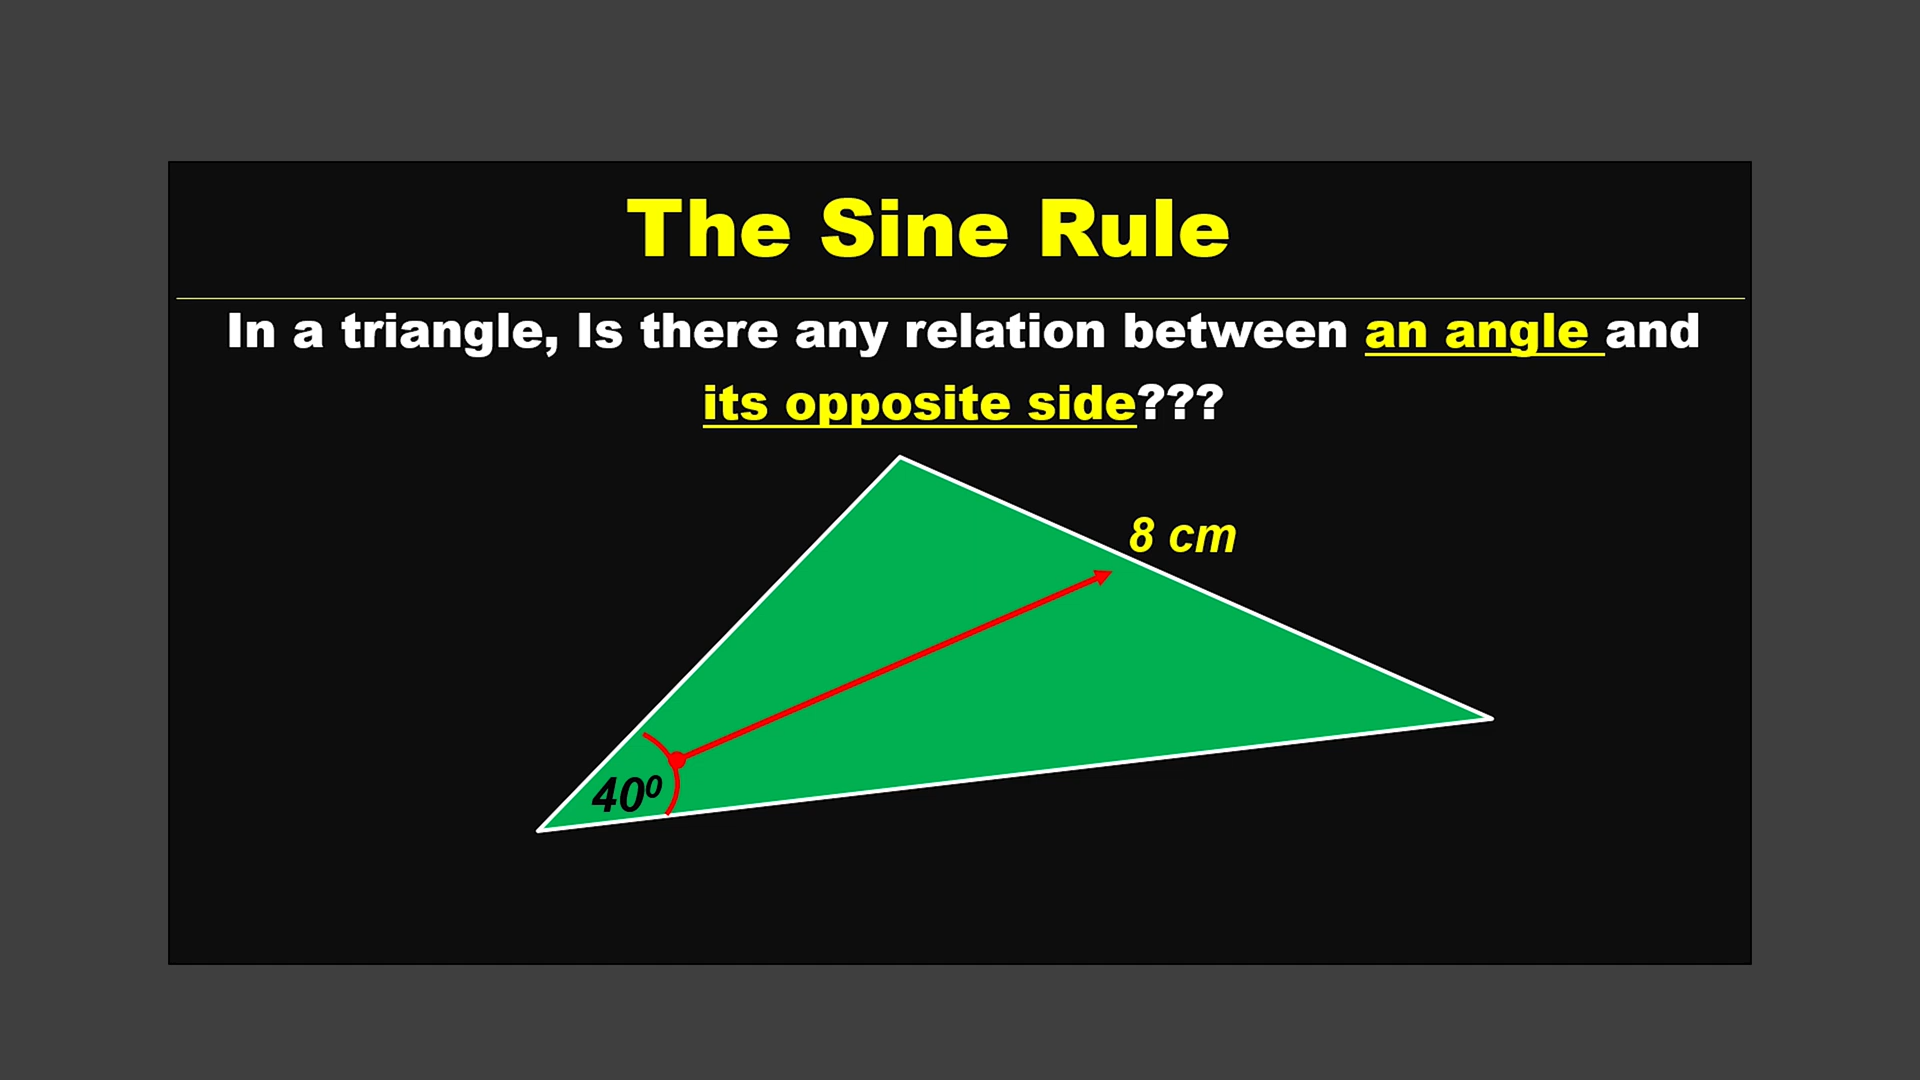 The Sine Rule
In a triangle, Is there any relation between an angle and
its opposite side???
8 cm
40⁰